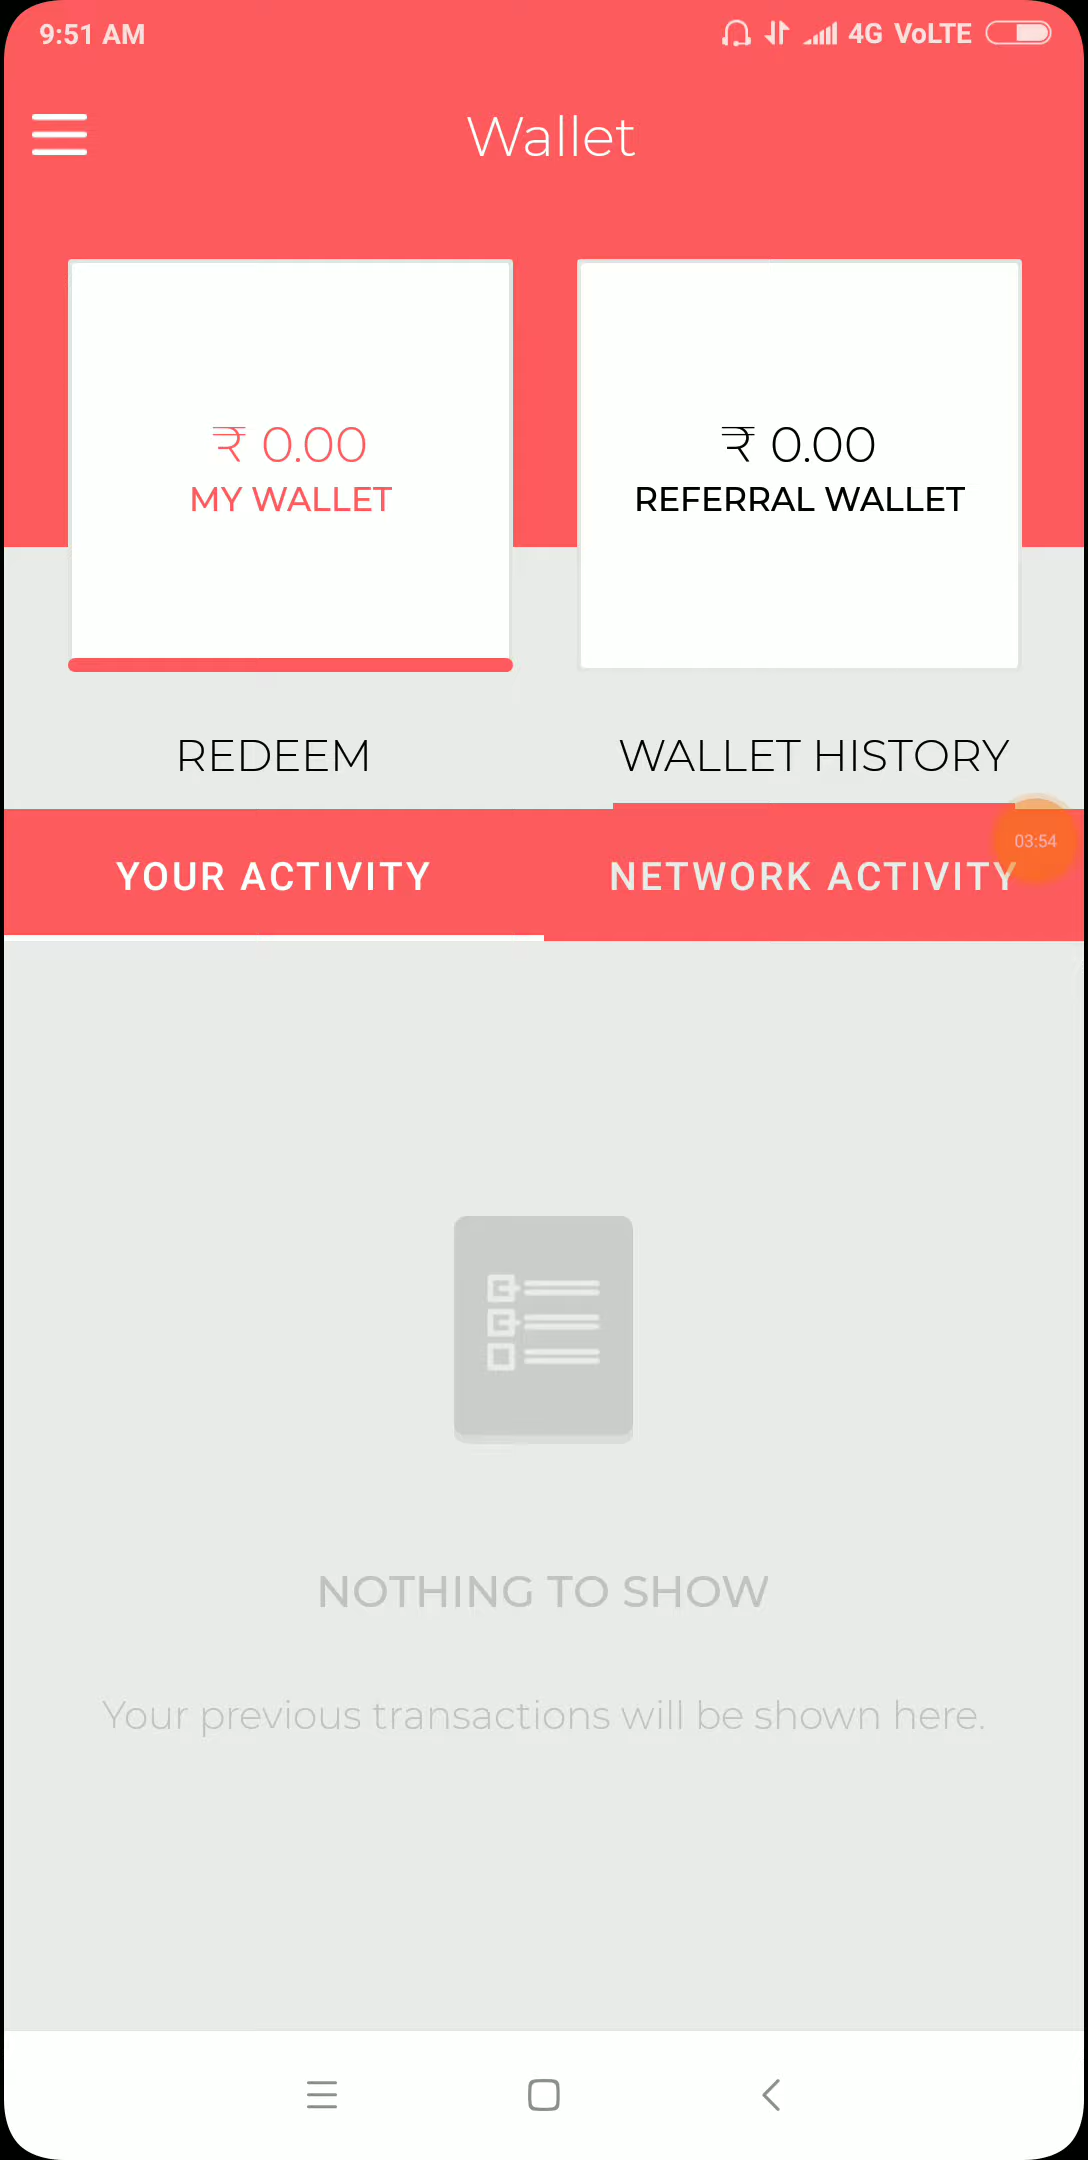 9:51 AM
4G VoLTE
Wallet
₹ 0.00
MY WALLET
₹ 0.00
REFERRAL WALLET
REDEEM
WALLET HISTORY
03:54
YOUR ACTIVITY
NETWORK ACTIVITY
NOTHING TO SHOW
Your previous transactions will be shown here.